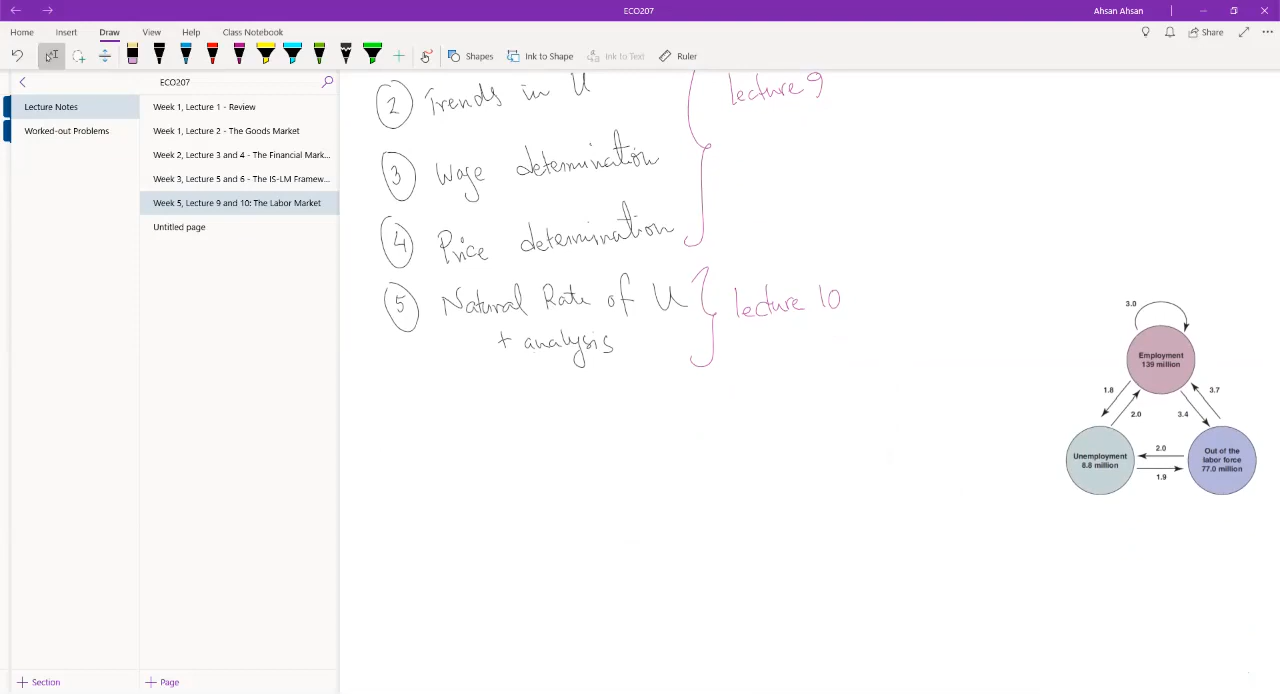 ECO207
Ahsan Ahsan
Home
Insert
Draw
View
Help
Class Notebook
Share
Shapes
Ink to Shape
Ink to Text
Ruler
ECO207
Lecture Notes
Worked-out Problems
Week 1, Lecture 1 - Review
Week 1, Lecture 2 - The Goods Market
Week 2, Lecture 3 and 4 - The Financial Mark...
Week 3, Lecture 5 and 6 - The IS-LM Framew...
Week 5, Lecture 9 and 10: The Labor Market
Untitled page
Section
Page
2 Trends in U
3 Wage determination
4 Price determination
lecture 9
5 Natural Rate of U
+ analysis
lecture 10
3.0
Employment
139 million
1.8
2.0
3.4
3.7
Unemployment
8.8 million
2.0
1.9
Out of the
labor force
77.0 million